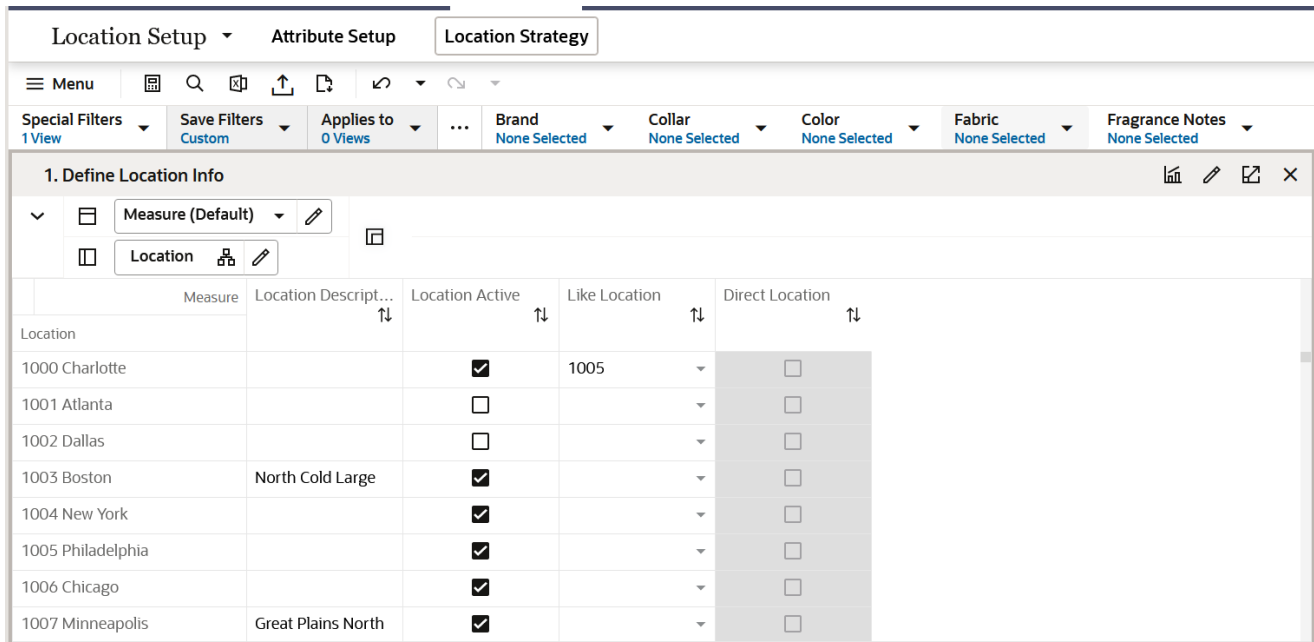 Location Setup Attribute Setup Location Strategy
Menu
Special Filters Save Filters Applies to ... Brand Collar Color Fabric Fragrance Notes
1 View Custom 0 Views None Selected None Selected None Selected None Selected None Selected
1. Define Location Info
Measure (Default)
Location
Measure Location Descript... Location Active Like Location Direct Location
Location
1000 Charlotte 1005
1001 Atlanta
1002 Dallas
1003 Boston North Cold Large
1004 New York
1005 Philadelphia
1006 Chicago
1007 Minneapolis Great Plains North